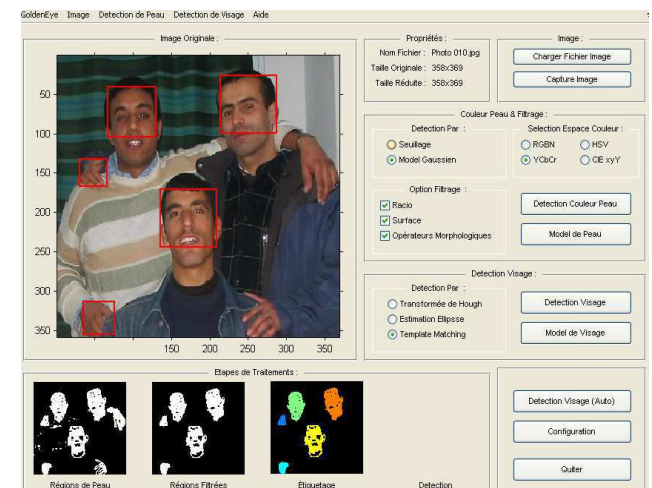 GoldenEye Image Detection de Peau Detection de Visage Aide
Image Originale :
50
100
150
200
250
300
350
150 200 250 300 350
Propriétés :
Nom Fichier : Photo 010.jpg
Taille Originale : 358x369
Taille Réduite : 358x369
Image :
Charger Fichier Image
Capture Image
Couleur Peau & Filtrage :
Detection Par :
Seuillage
Model Gaussien
Selection Espace Couleur :
RGBN HSV
YCbCr CIE xyY
Option Filtrage :
Racio
Surface
Opérateurs Morphologiques
Detection Couleur Peau
Model de Peau
Detection Visage :
Detection Par :
Transformée de Hough
Estimation Ellipsse
Template Matching
Detection Visage
Model de Visage
Etapes de Traitements :
Régions de Peau Régions Filtrées Étiquetage Detection
Detection Visage (Auto)
Configuration
Quiter